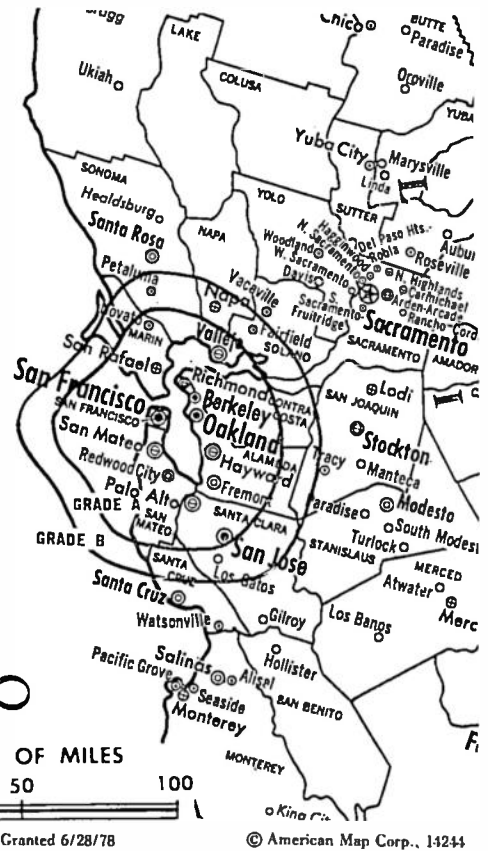 BUTTE
Chico
Paradise
LAKE
COLUSA
Ukiah
Oroville
YUBA
Yuba City
Marysville
Linda
SONOMA
YOLO
SUTTER
Healdsburg
NAPA
Santa Rosa
Woodland
N. Sacramento
Del Paso Hts.
Robla
W. Sacramento
Roseville
Petaluma
Davis
N. Highlands
Vacaville
Carmichael
Napa
S. Sacramento
Arden-Arcade
Fruitridge
Rancho Cord
Novato
Fairfield
Sacramento
MARIN
Vallejo
SOLANO
SACRAMENTO
AMADOR
San Rafael
Richmond
CONTRA COSTA
SAN JOAQUIN
Lodi
San Francisco
Berkeley
SAN FRANCISCO
Oakland
Stockton
San Mateo
ALAMEDA
Hayward
Tracy
Manteca
Redwood City
Fremont
Palo Alto
Paradise
Modesto
GRADE A
SAN MATEO
SANTA CLARA
South Modest
GRADE B
San Jose
STANISLAUS
Turlock
SANTA CRUZ
Los Gatos
MERCED
Atwater
Santa Cruz
Merc
Watsonville
Gilroy
Los Banos
Hollister
Salinas
Alisal
Pacific Grove
Seaside
SAN BENITO
Monterey
OF MILES
MONTEREY
50
100
King Cit
Granted 6/28/78
© American Map Corp., 14244